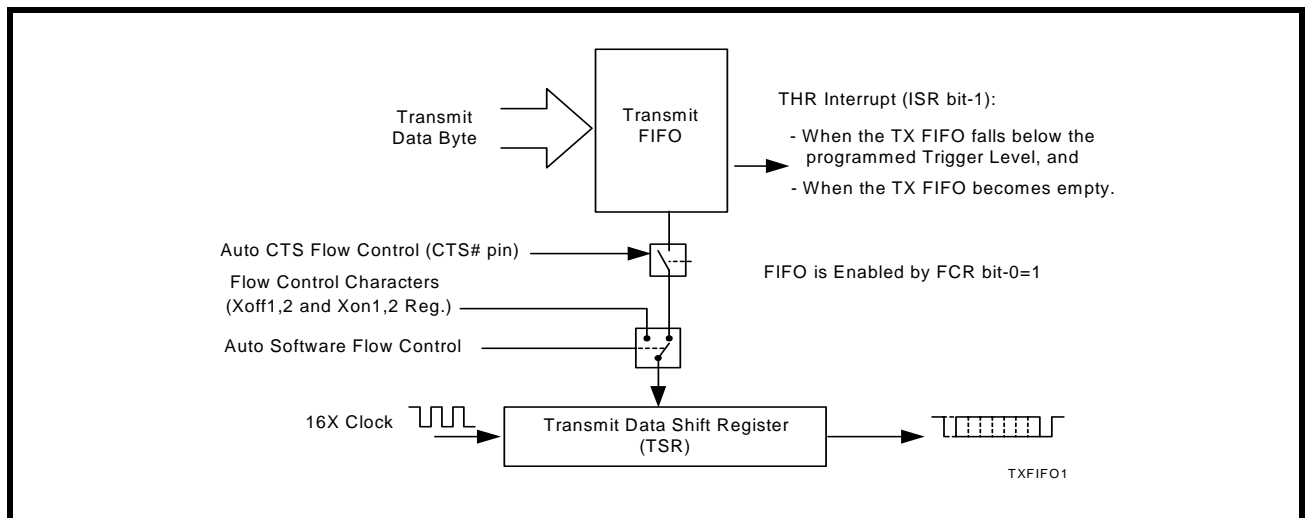 Transmit
Data Byte
Transmit
FIFO
THR Interrupt (ISR bit-1):
- When the TX FIFO falls below the
programmed Trigger Level, and
- When the TX FIFO becomes empty.
Auto CTS Flow Control (CTS# pin)
FIFO is Enabled by FCR bit-0=1
Flow Control Characters
(Xoff1,2 and Xon1,2 Reg.)
Auto Software Flow Control
16X Clock
Transmit Data Shift Register
(TSR)
TXFIFO1